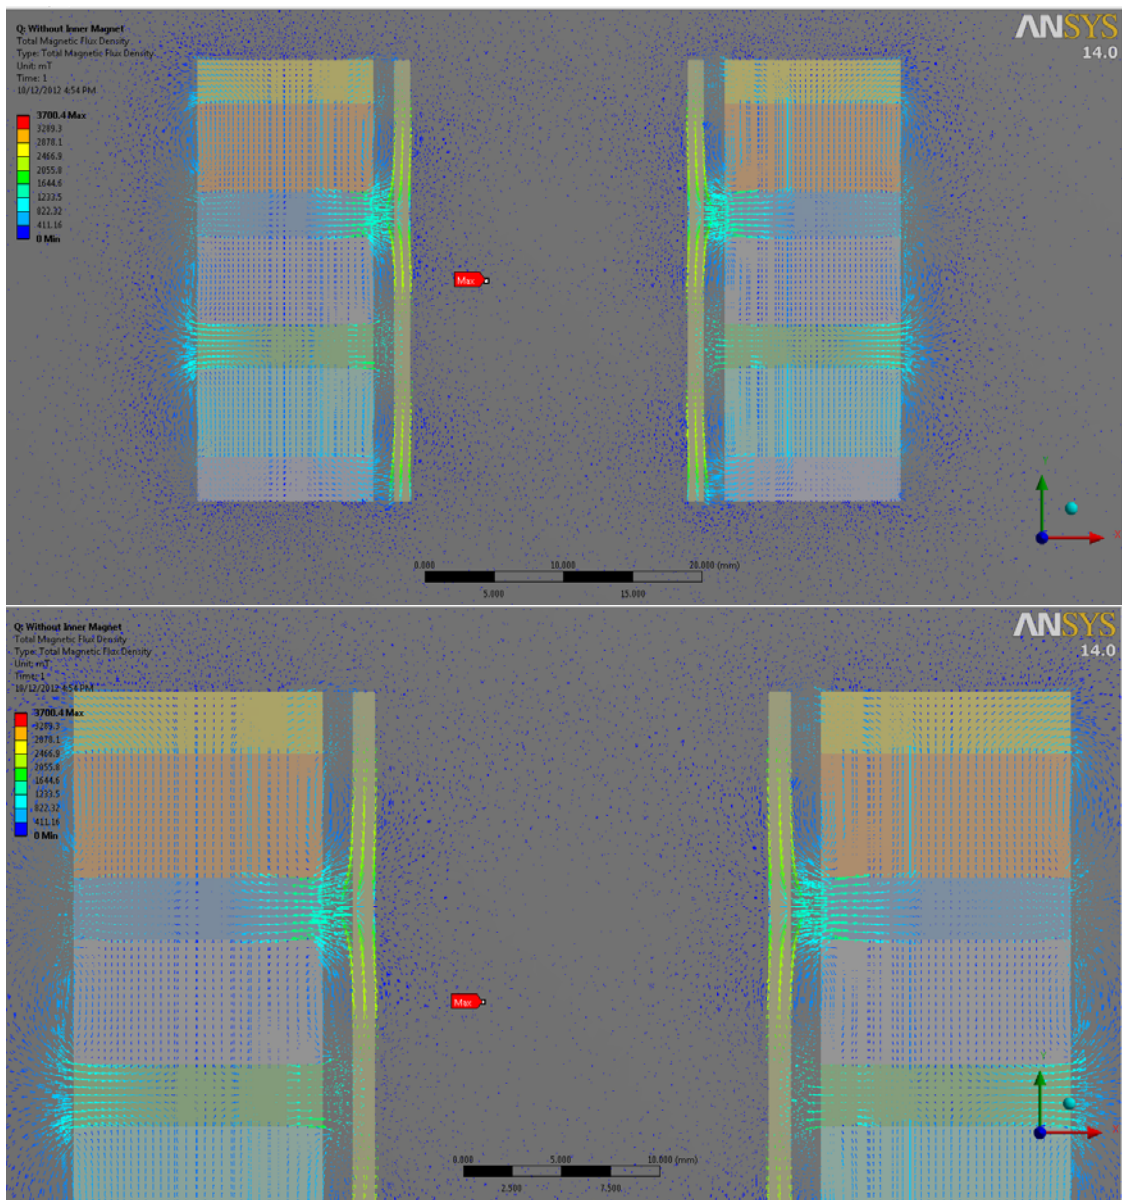 Q: Without Inner Magnet
Total Magnetic Flux Density
Type: Total Magnetic Flux Density
Unit: mT
Time: 1
10/12/2012 4:54 PM
3700.4 Max
3289.3
2878.1
2466.9
2055.8
1644.6
1233.5
822.32
411.16
0 Min
ANSYS
14.0
Max
Y
X
0.000 10.000 20.000 (mm)
5.000 15.000
Q: Without Inner Magnet
Total Magnetic Flux Density
Type: Total Magnetic Flux Density
Unit: mT
Time: 1
10/12/2012 4:54 PM
3700.4 Max
3289.3
2878.1
2466.9
2055.8
1644.6
1233.5
822.32
411.16
0 Min
ANSYS
14.0
Max
Y
X
0.000 5.000 10.000 (mm)
2.500 7.500